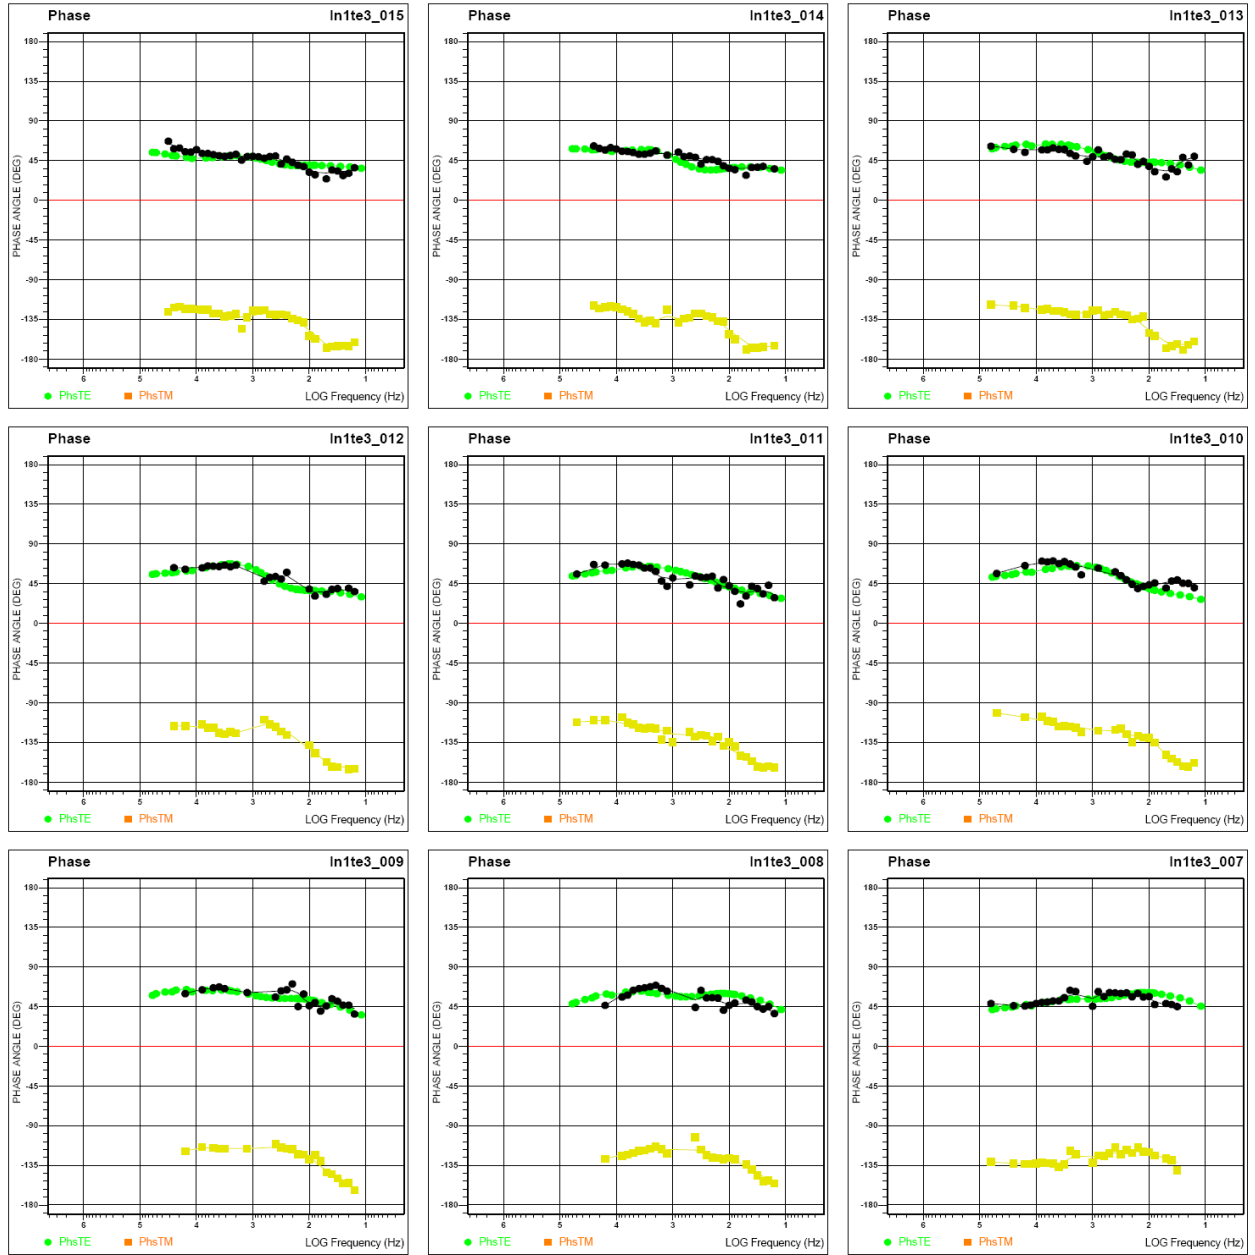 Phase In1te3_015
180
135
90
45
0
-45
-90
-135
-180
PHASE ANGLE (DEG)
6 5 4 3 2 1
PhsTE PhsTM LOG Frequency (Hz)
Phase In1te3_014
180
135
90
45
0
-45
-90
-135
-180
PHASE ANGLE (DEG)
6 5 4 3 2 1
PhsTE PhsTM LOG Frequency (Hz)
Phase In1te3_013
180
135
90
45
0
-45
-90
-135
-180
PHASE ANGLE (DEG)
6 5 4 3 2 1
PhsTE PhsTM LOG Frequency (Hz)
Phase In1te3_012
180
135
90
45
0
-45
-90
-135
-180
PHASE ANGLE (DEG)
6 5 4 3 2 1
PhsTE PhsTM LOG Frequency (Hz)
Phase In1te3_011
180
135
90
45
0
-45
-90
-135
-180
PHASE ANGLE (DEG)
6 5 4 3 2 1
PhsTE PhsTM LOG Frequency (Hz)
Phase In1te3_010
180
135
90
45
0
-45
-90
-135
-180
PHASE ANGLE (DEG)
6 5 4 3 2 1
PhsTE PhsTM LOG Frequency (Hz)
Phase In1te3_009
180
135
90
45
0
-45
-90
-135
-180
PHASE ANGLE (DEG)
6 5 4 3 2 1
PhsTE PhsTM LOG Frequency (Hz)
Phase In1te3_008
180
135
90
45
0
-45
-90
-135
-180
PHASE ANGLE (DEG)
6 5 4 3 2 1
PhsTE PhsTM LOG Frequency (Hz)
Phase In1te3_007
180
135
90
45
0
-45
-90
-135
-180
PHASE ANGLE (DEG)
6 5 4 3 2 1
PhsTE PhsTM LOG Frequency (Hz)